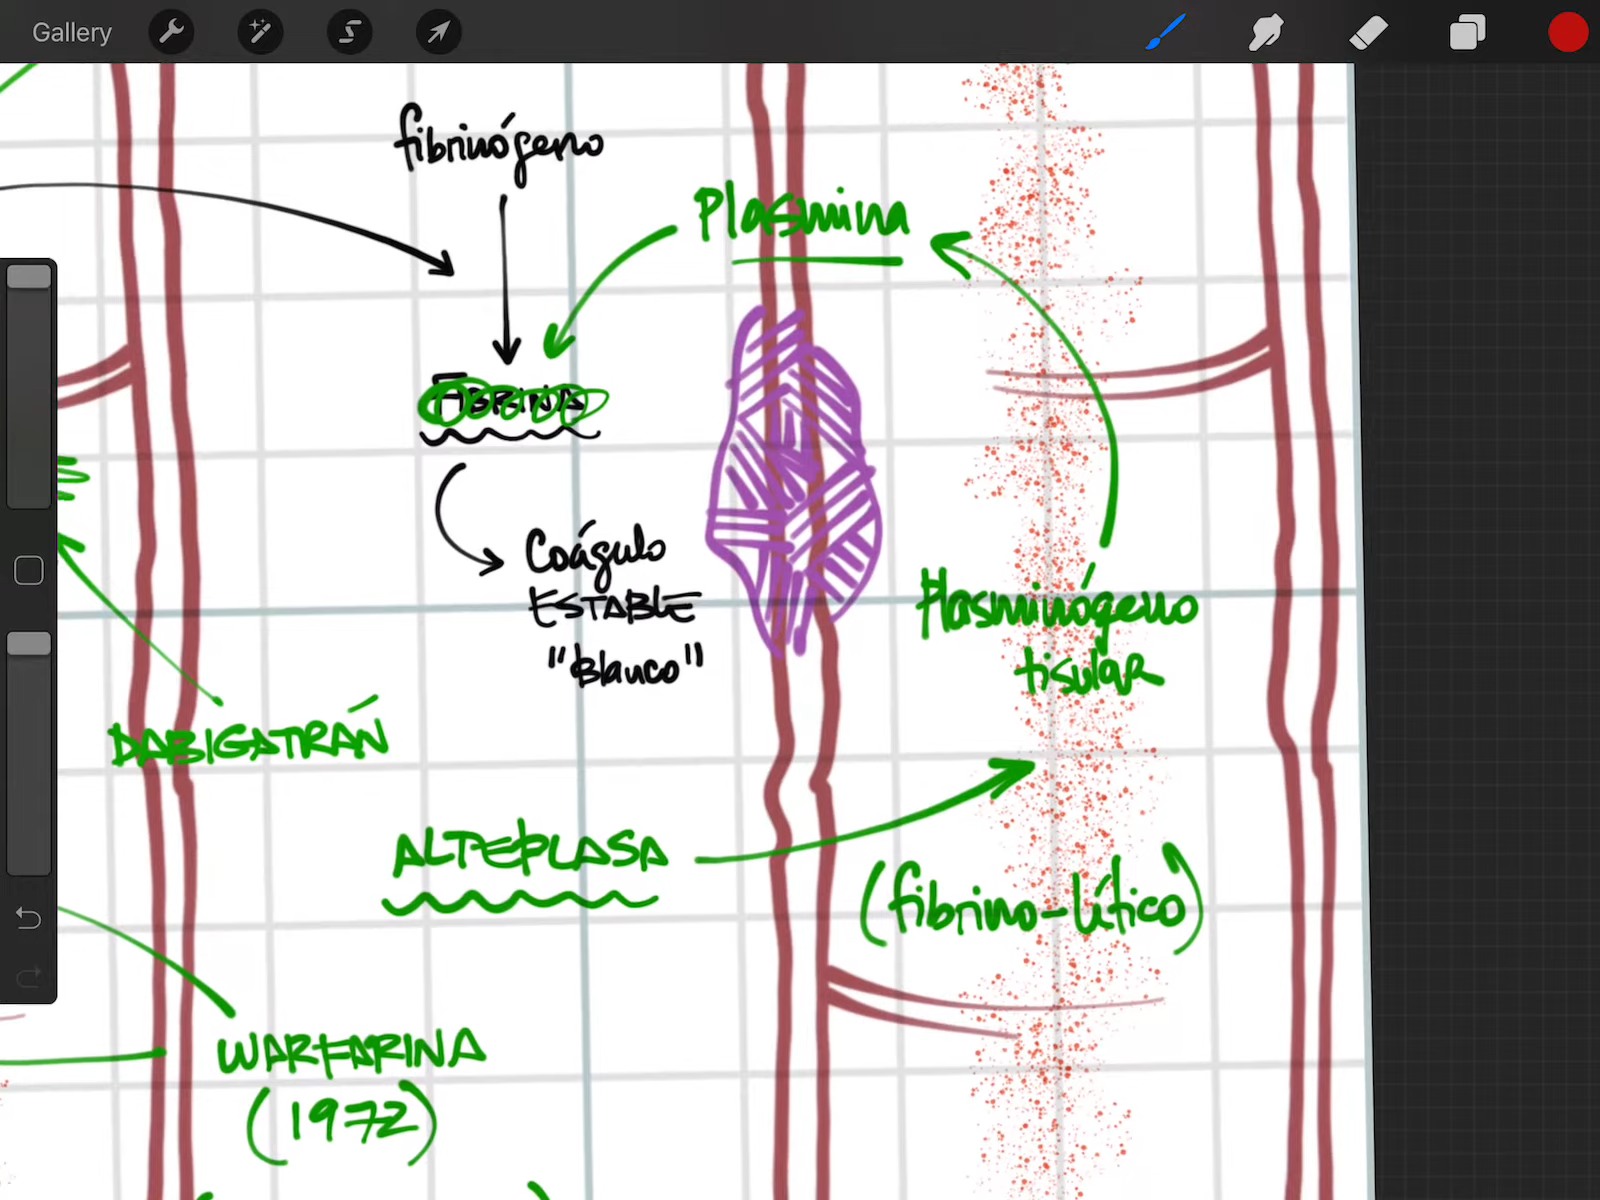 Gallery
fibrinógeno
Plasmina
FIBRINA
Coágulo
ESTABLE
"Blanco"
Plasminógeno
tisular
DABIGATRÁN
ALTEPLASA
(fibrino-lítico)
WARFARINA
(1972)